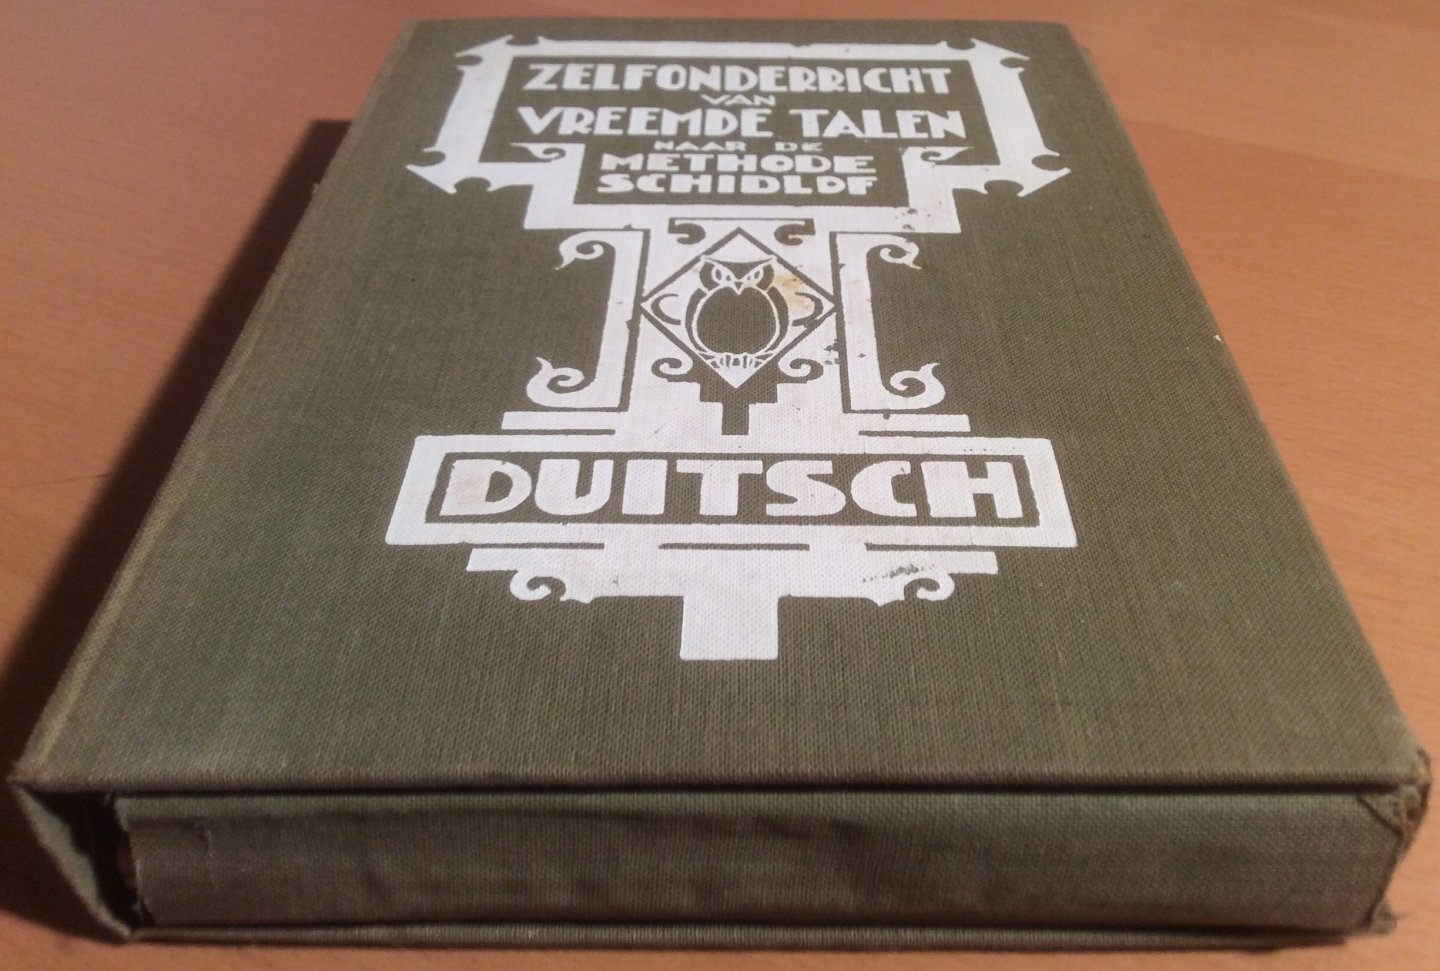 ZELFONDERRICHT
VAN
VREEMDE TALEN
NAAR DE
METHODE
SCHIDLOF
DUITSCH